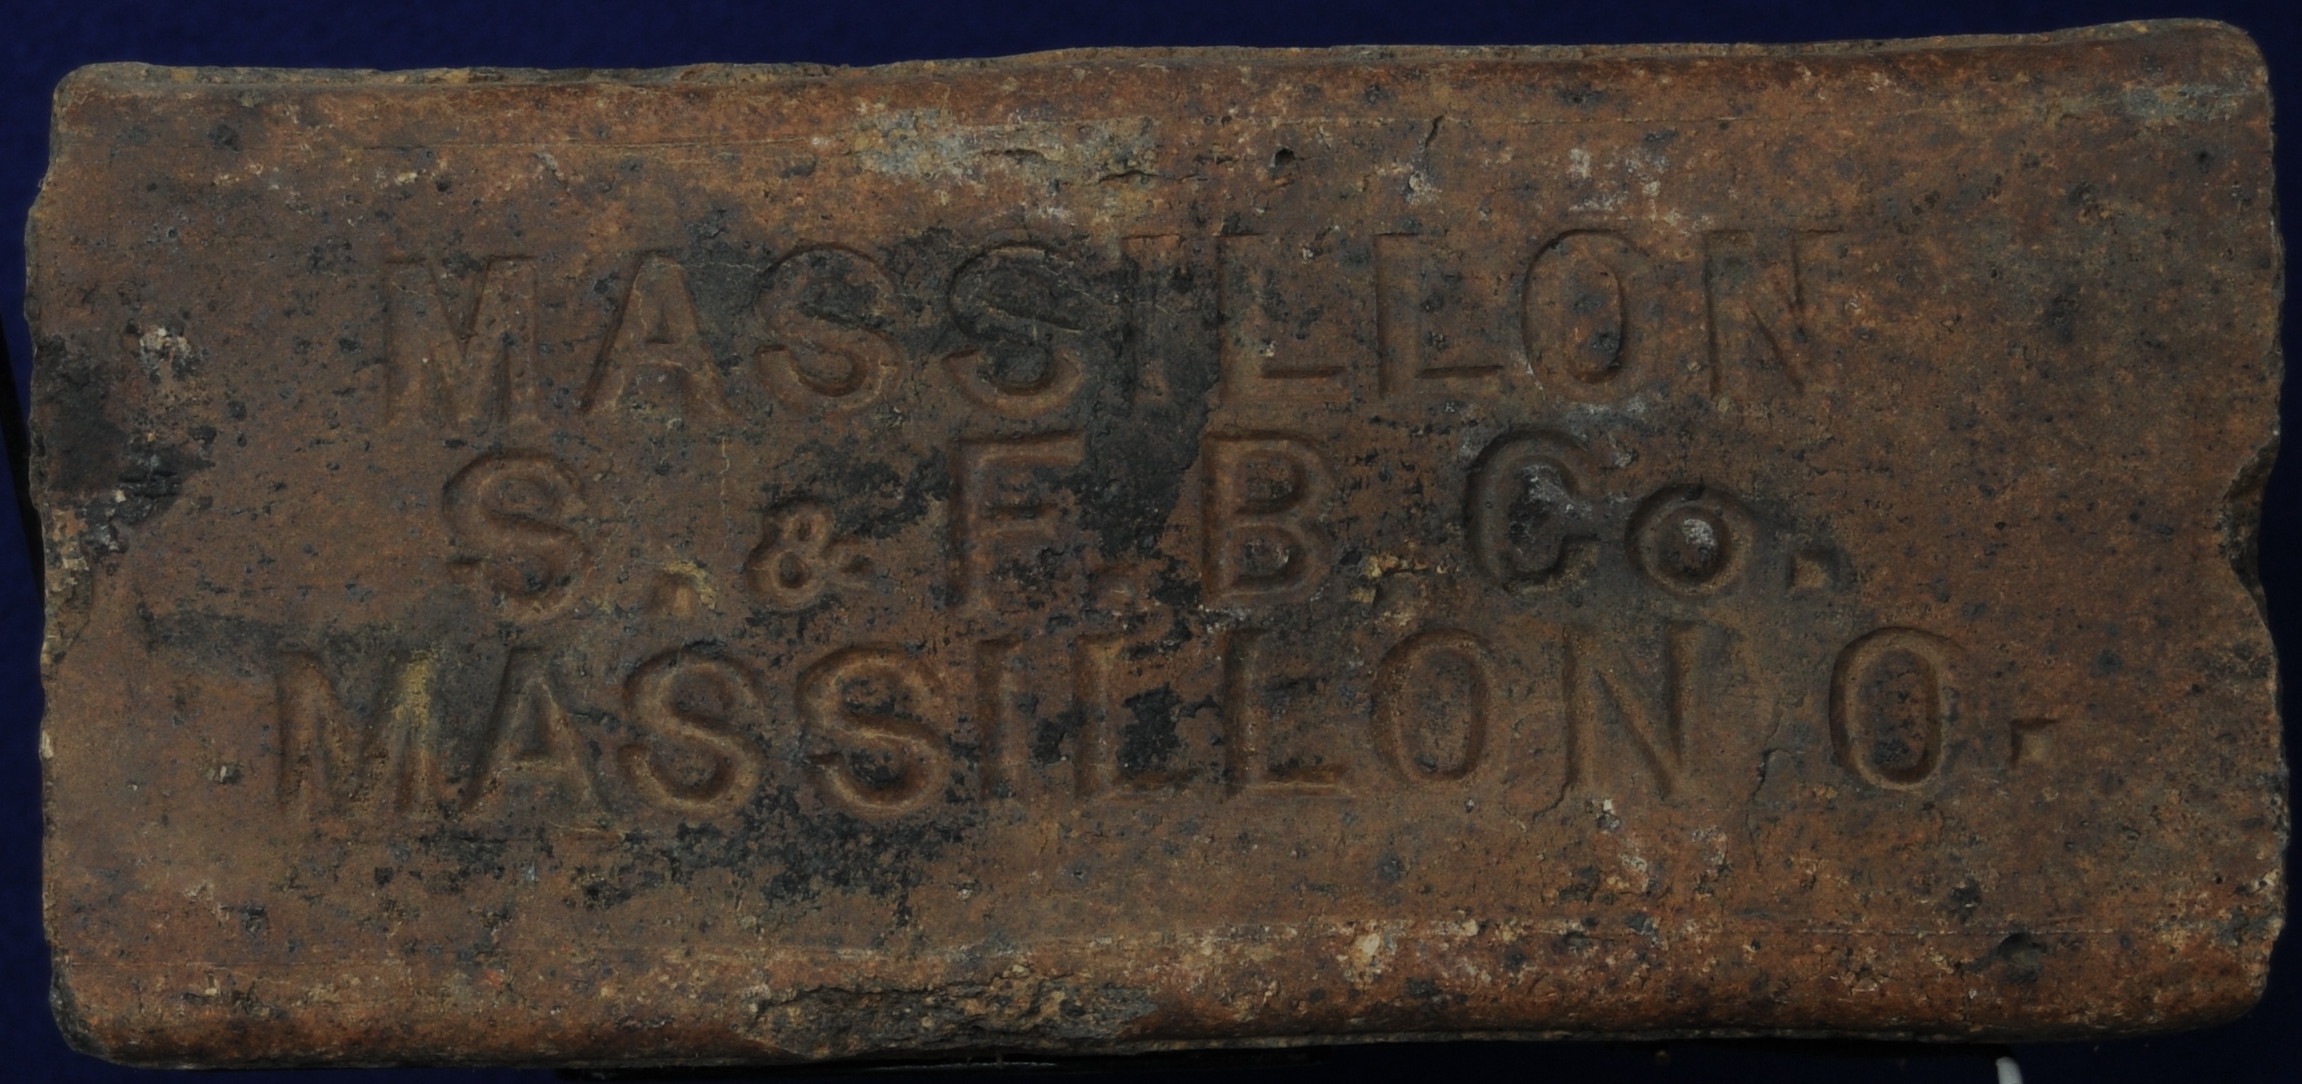 MASSILLON
S. & F. B. Co.
MASSILLON O.